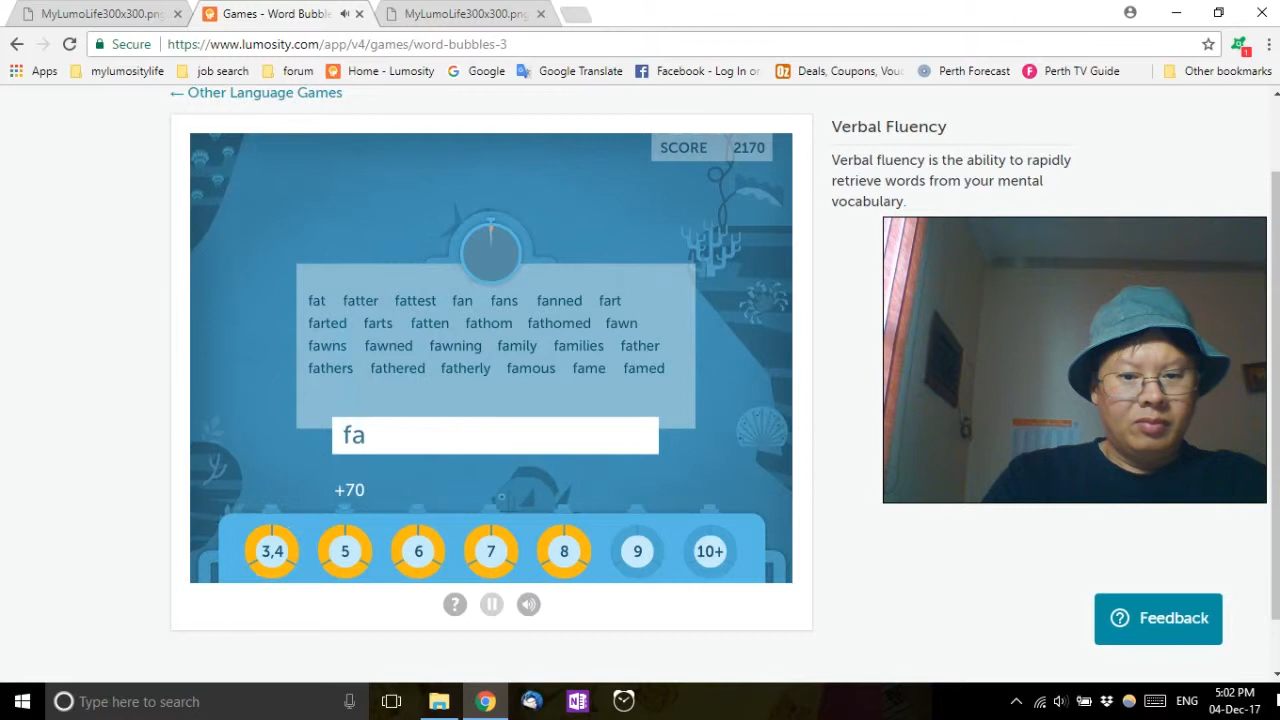 MyLumoLife300x300.png
Games - Word Bubble
MyLumoLife300x300.png
Secure
https://www.lumosity.com/app/v4/games/word-bubbles-3
1
Apps mylumositylife job search forum Home - Lumosity Google Google Translate Facebook - Log In or Deals, Coupons, Vou Perth Forecast Perth TV Guide Other bookmarks
← Other Language Games
SCORE 2170
fat fatter fattest fan fans fanned fart
farted farts fatten fathom fathomed fawn
fawns fawned fawning family families father
fathers fathered fatherly famous fame famed
fa
+70
3,4 5 6 7 8 9 10+
Verbal Fluency
Verbal fluency is the ability to rapidly
retrieve words from your mental
vocabulary.
? Feedback
Type here to search
ENG
5:02 PM
04-Dec-17